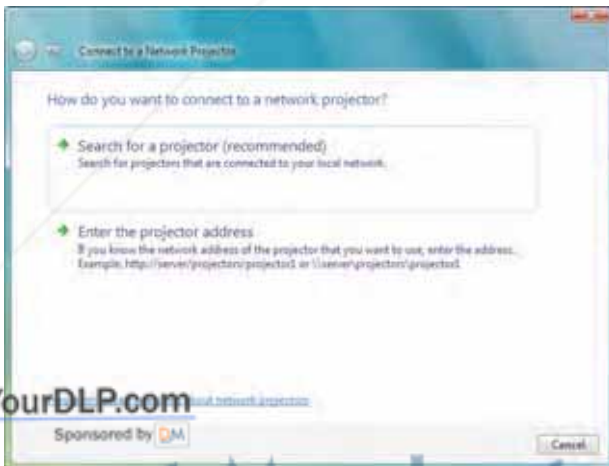 Connect to a Network Projector
How do you want to connect to a network projector?
Search for a projector (recommended)
Search for projectors that are connected to your local network.
Enter the projector address
If you know the network address of the projector that you want to use, enter the address.
Example, http://server/projectors/projector1 or \\server\projectors\projector1
YourDLP.com
network projectors
Sponsored by DM
Cancel